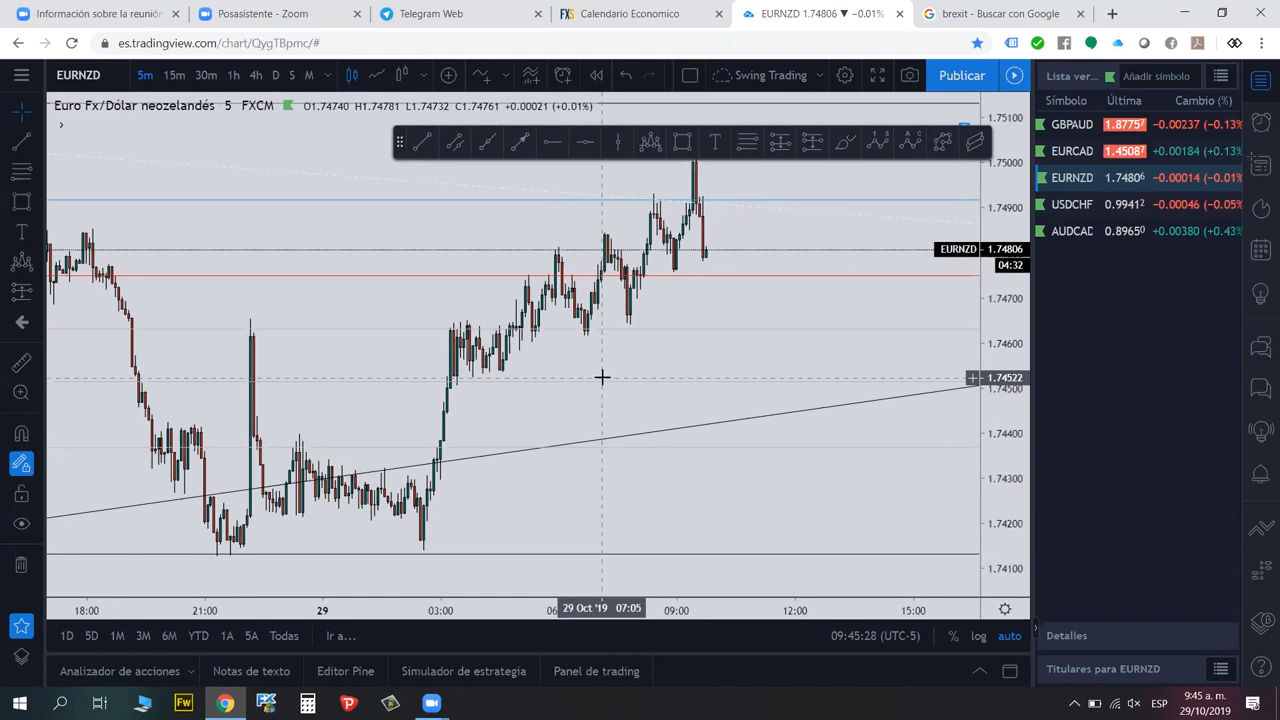 Información sobre la reunión
Posasistente - Zoom
Telegram Web
Calendario Economico
EURNZD 1.74806 ▼ −0.01%
brexit - Buscar con Google
es.tradingview.com/chart/QygTBpmc/#
EURNZD 5m 15m 30m 1h 4h D S M Swing Trading Publicar
Lista ver... Añadir símbolo
Euro Fx/Dólar neozelandés 5 FXCM O1.74740 H1.74781 L1.74732 C1.74761 +0.00021 (+0.01%)
Símbolo Última Cambio (%)
GBPAUD 1.8775⁷ −0.00237 (−0.13%
EURCAD 1.4508⁷ +0.00184 (+0.13%
EURNZD 1.7480⁶ −0.00014 (−0.01%
USDCHF 0.9941² −0.00046 (−0.05%
AUDCAD 0.8965⁰ +0.00380 (+0.43%
1.75100
1.75000
1.74900
EURNZD 1.74806
04:32
1.74700
1.74600
1.74522
1.74500
1.74400
1.74300
1.74200
1.74100
18:00 21:00 29 03:00 29 Oct '19 07:05 09:00 12:00 15:00
1D 5D 1M 3M 6M YTD 1A 5A Todas Ir a... 09:45:28 (UTC-5) % log auto
Detalles
Titulares para EURNZD
Analizador de acciones Notas de texto Editor Pine Simulador de estrategia Panel de trading
ESP
9:45 a. m.
29/10/2019